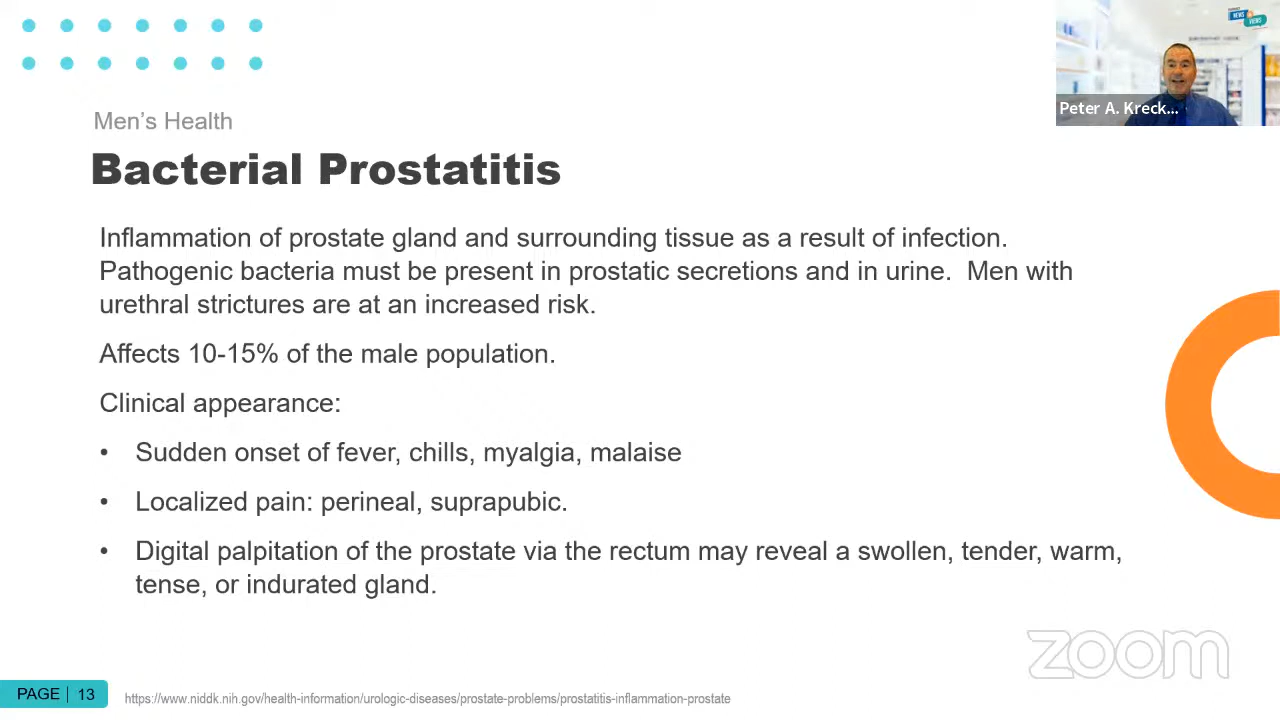 NEWS
VIEWS
Peter A. Kreck...
Men’s Health
Bacterial Prostatitis
Inflammation of prostate gland and surrounding tissue as a result of infection.
Pathogenic bacteria must be present in prostatic secretions and in urine.  Men with
urethral strictures are at an increased risk.
Affects 10-15% of the male population.
Clinical appearance:
• Sudden onset of fever, chills, myalgia, malaise
• Localized pain: perineal, suprapubic.
• Digital palpitation of the prostate via the rectum may reveal a swollen, tender, warm,
tense, or indurated gland.
zoom
PAGE | 13
https://www.niddk.nih.gov/health-information/urologic-diseases/prostate-problems/prostatitis-inflammation-prostate